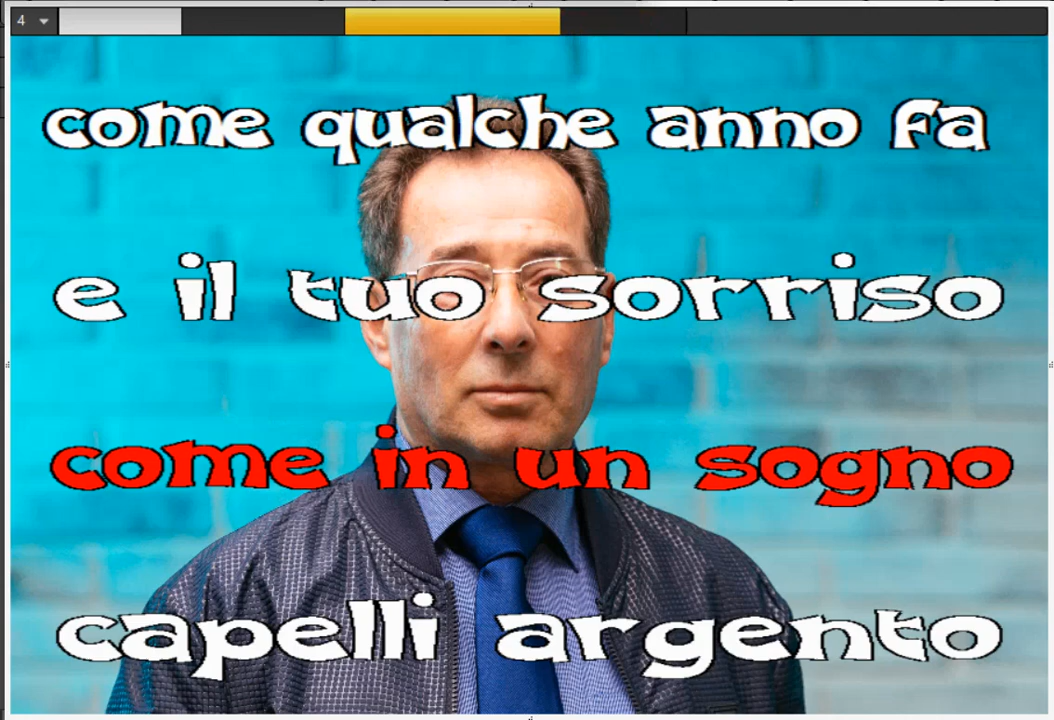 4
come qualche anno fa
e il tuo sorriso
come in un sogno
capelli argento